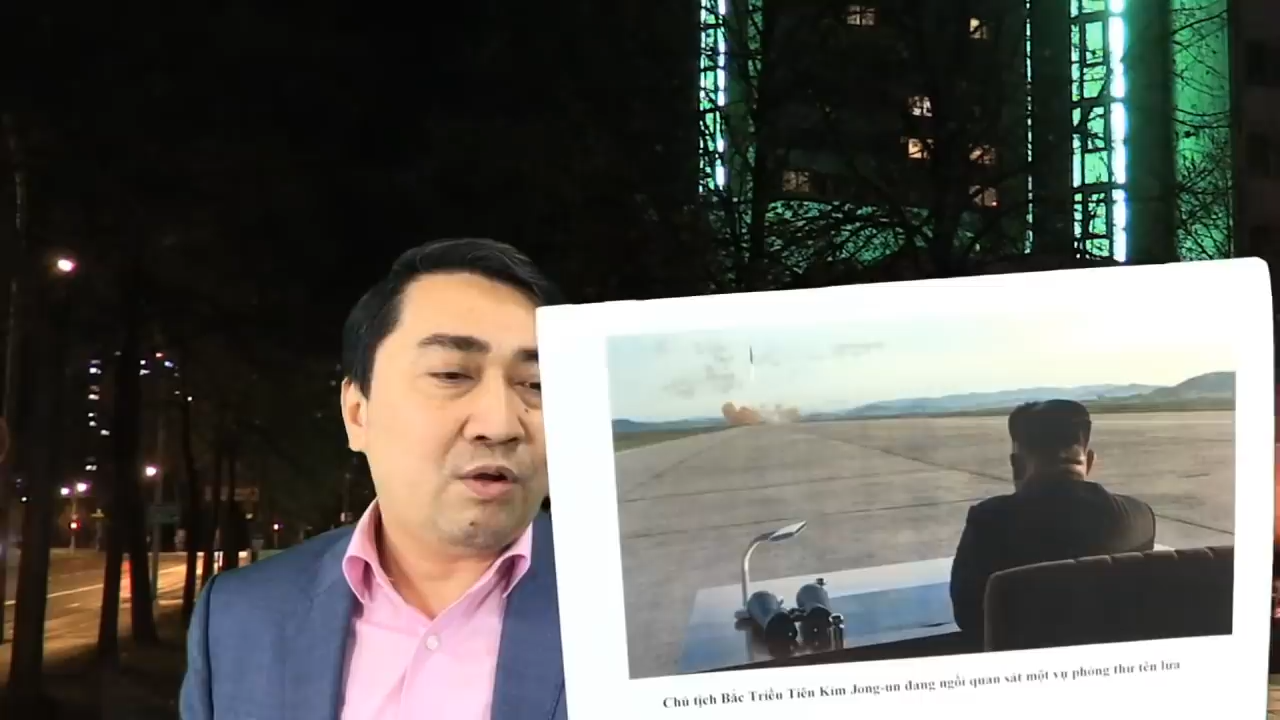 Chủ tịch Bắc Triều Tiên Kim Jong-un đang ngồi quan sát một vụ phóng thử tên lửa